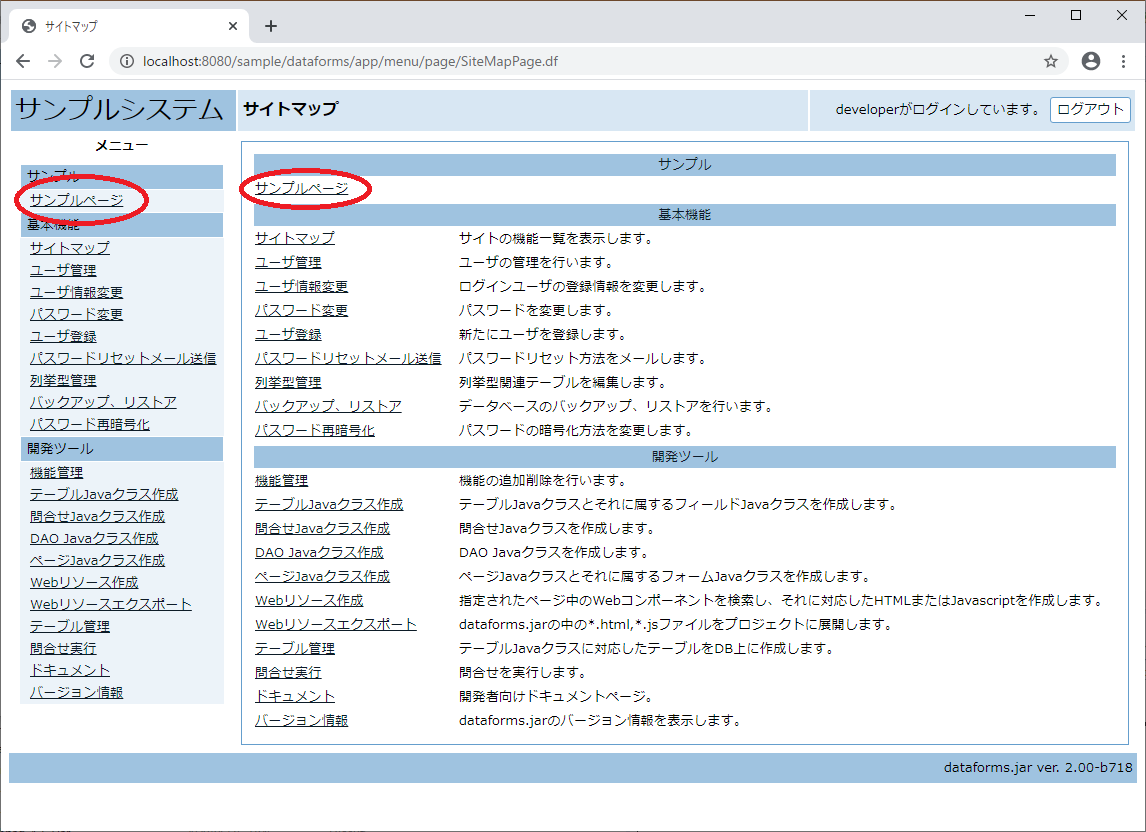 サイトマップ
localhost:8080/sample/dataforms/app/menu/page/SiteMapPage.df
サンプルシステム
サイトマップ
developerがログインしています。 ログアウト
メニュー
サンプル
サンプルページ
基本機能
サイトマップ
ユーザ管理
ユーザ情報変更
パスワード変更
ユーザ登録
パスワードリセットメール送信
列挙型管理
バックアップ、リストア
パスワード再暗号化
開発ツール
機能管理
テーブルJavaクラス作成
問合せJavaクラス作成
DAO Javaクラス作成
ページJavaクラス作成
Webリソース作成
Webリソースエクスポート
テーブル管理
問合せ実行
ドキュメント
バージョン情報
サンプル
サンプルページ
基本機能
サイトマップ サイトの機能一覧を表示します。
ユーザ管理 ユーザの管理を行います。
ユーザ情報変更 ログインユーザの登録情報を変更します。
パスワード変更 パスワードを変更します。
ユーザ登録 新たにユーザを登録します。
パスワードリセットメール送信 パスワードリセット方法をメールします。
列挙型管理 列挙型関連テーブルを編集します。
バックアップ、リストア データベースのバックアップ、リストアを行います。
パスワード再暗号化 パスワードの暗号化方法を変更します。
開発ツール
機能管理 機能の追加削除を行います。
テーブルJavaクラス作成 テーブルJavaクラスとそれに属するフィールドJavaクラスを作成します。
問合せJavaクラス作成 問合せJavaクラスを作成します。
DAO Javaクラス作成 DAO Javaクラスを作成します。
ページJavaクラス作成 ページJavaクラスとそれに属するフォームJavaクラスを作成します。
Webリソース作成 指定されたページ中のWebコンポーネントを検索し、それに対応したHTMLまたはJavascriptを作成します。
Webリソースエクスポート dataforms.jarの中の*.html,*.jsファイルをプロジェクトに展開します。
テーブル管理 テーブルJavaクラスに対応したテーブルをDB上に作成します。
問合せ実行 問合せを実行します。
ドキュメント 開発者向けドキュメントページ。
バージョン情報 dataforms.jarのバージョン情報を表示します。
dataforms.jar ver. 2.00-b718